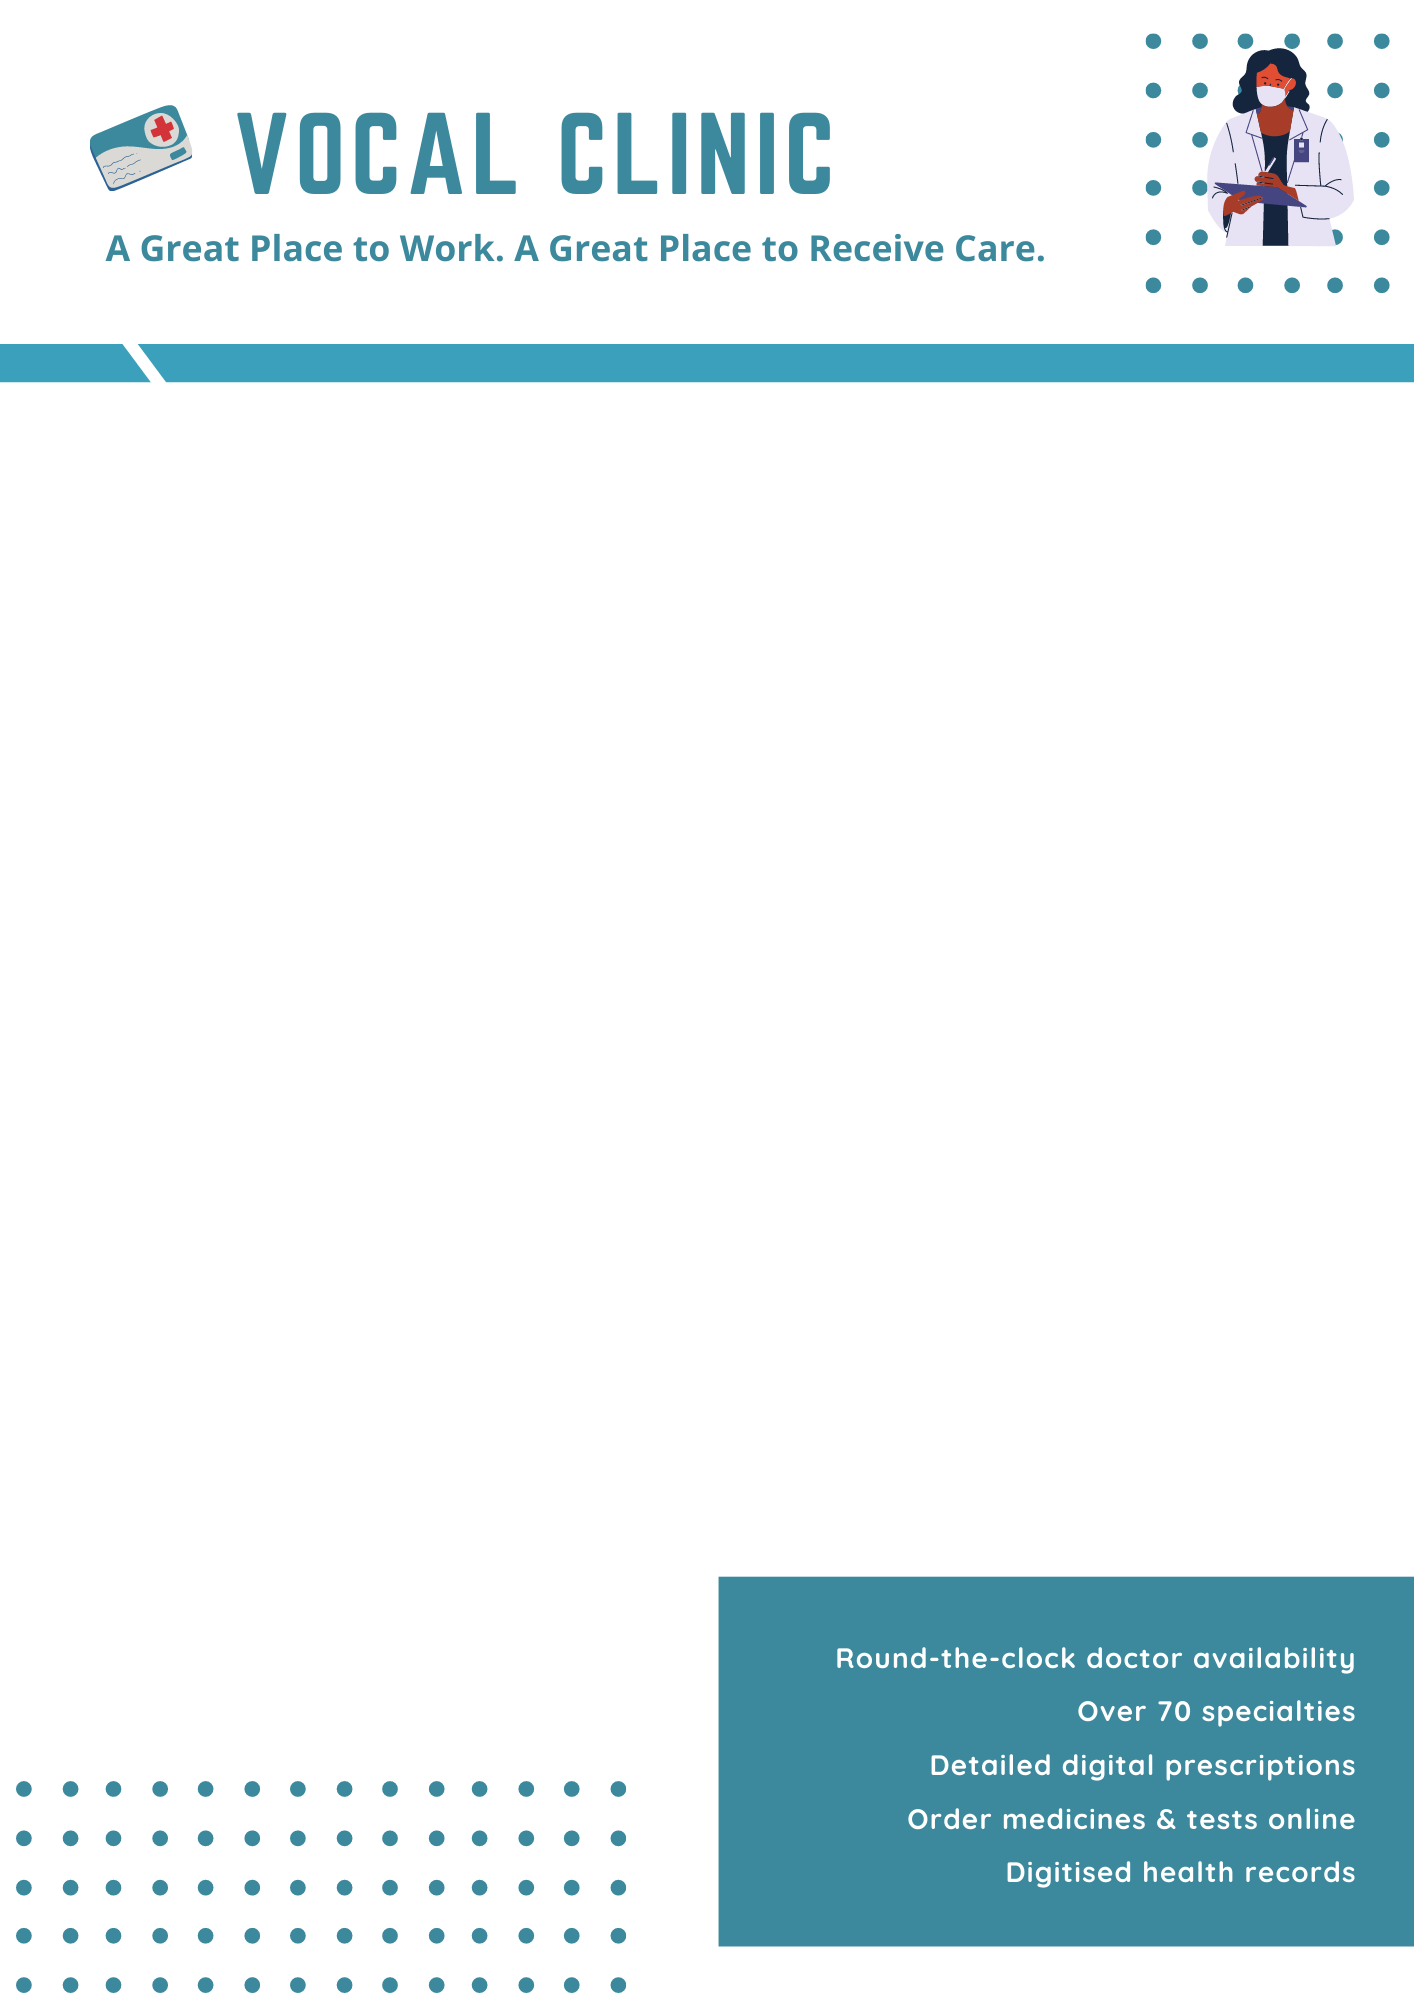 VOCAL CLINIC
A Great Place to Work. A Great Place to Receive Care.
Round-the-clock doctor availability
Over 70 specialties
Detailed digital prescriptions
Order medicines & tests online
Digitised health records